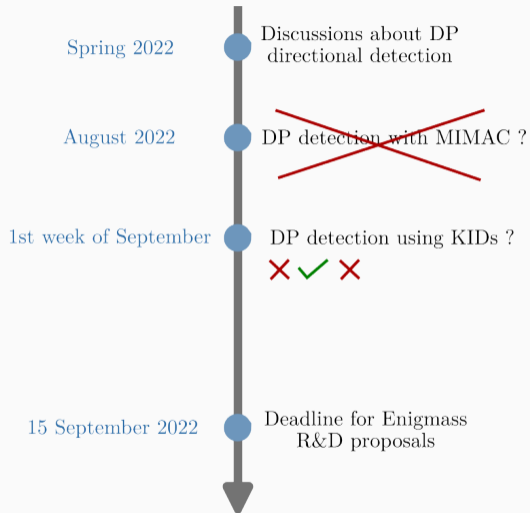 Spring 2022
Discussions about DP
directional detection
August 2022
DP detection with MIMAC ?
1st week of September
DP detection using KIDs ?
15 September 2022
Deadline for Enigmass
R&D proposals